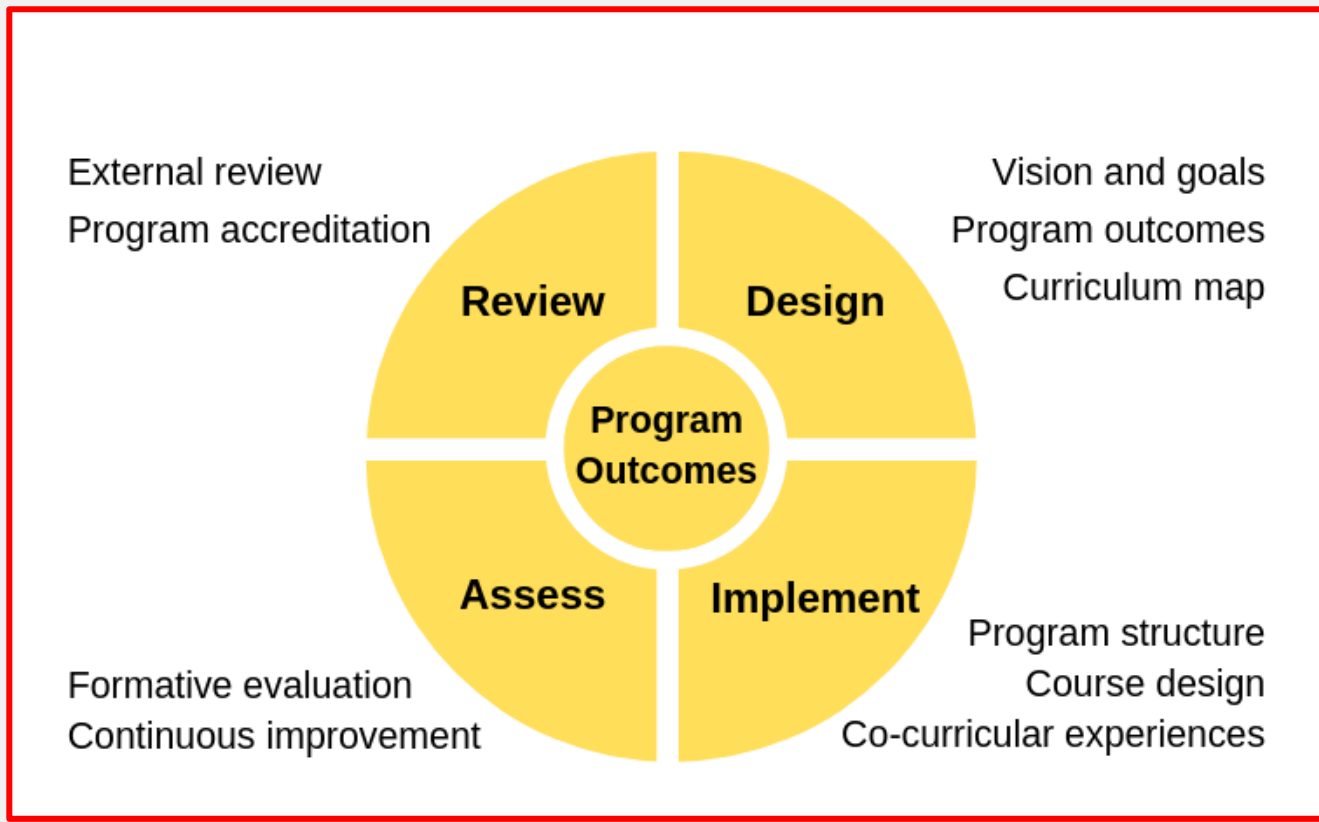 External review
Program accreditation
Vision and goals
Program outcomes
Curriculum map
Review
Design
Program
Outcomes
Assess
Implement
Formative evaluation
Continuous improvement
Program structure
Course design
Co-curricular experiences